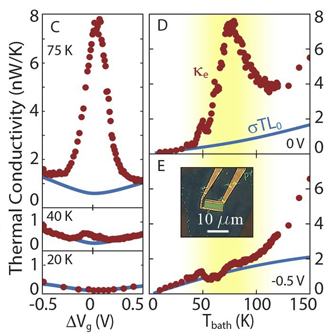 Thermal Conductivity (nW/K)
C
75 K
8
6
4
2
0
40 K
1
0
20 K
1
0
-0.5
0
0.5
ΔVg (V)
D
κe
σTL0
0 V
8
6
4
2
0
E
10 μm
-0.5 V
6
4
2
0
0
50
100
150
Tbath (K)